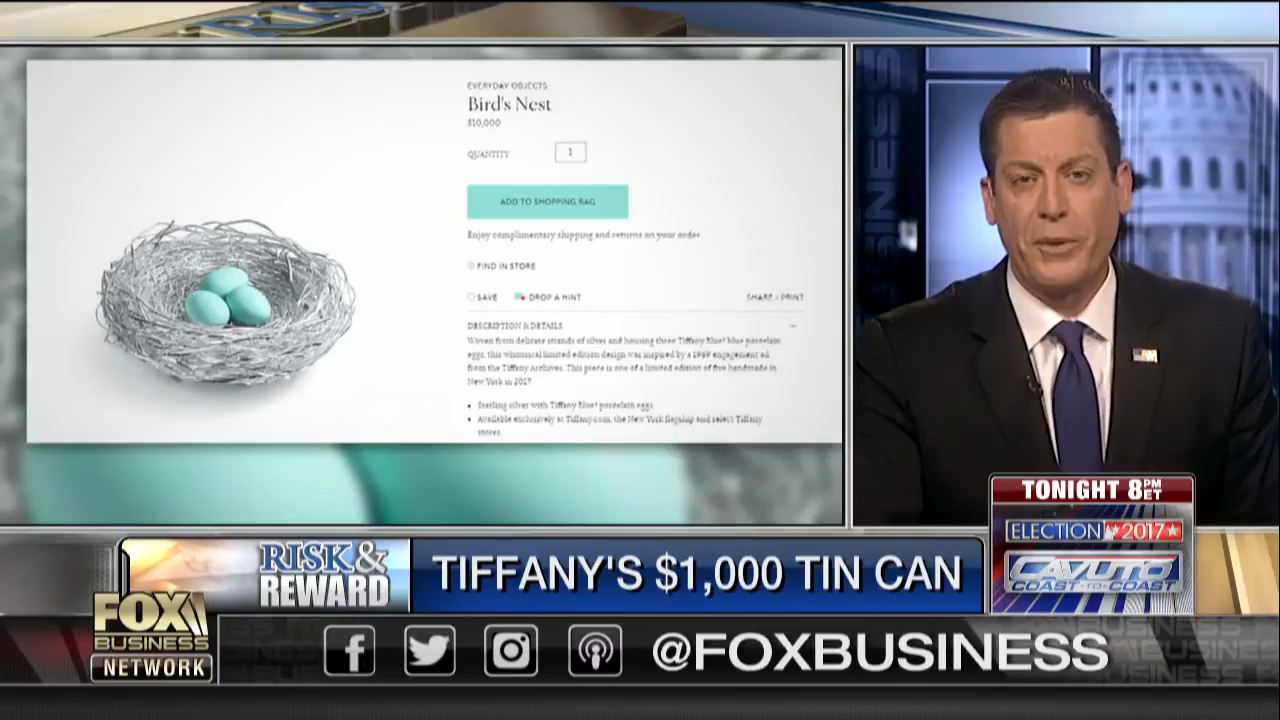 EVERYDAY OBJECTS
Bird's Nest
$10,000
QUANTITY 1
ADD TO SHOPPING BAG
Enjoy complimentary shipping and returns on your order
FIND IN STORE
SAVE DROP A HINT SHARE / PRINT
DESCRIPTION & DETAILS
Woven from delicate strands of silver and housing three Tiffany Blue® blue porcelain
eggs, this whimsical limited edition design was inspired by a engagement ad
from the Tiffany Archives. This piece is one of a limited edition of five handmade in
New York in 2017.
• Sterling silver with Tiffany Blue® porcelain eggs.
• Available exclusively at Tiffany.com, the New York flagship and select Tiffany
stores.
BUSINESS
TONIGHT 8PM ET
ELECTION 2017
CAVUTO
COAST-TO-COAST
RISK &
REWARD
TIFFANY'S $1,000 TIN CAN
FOX
BUSINESS
NETWORK
@FOXBUSINESS